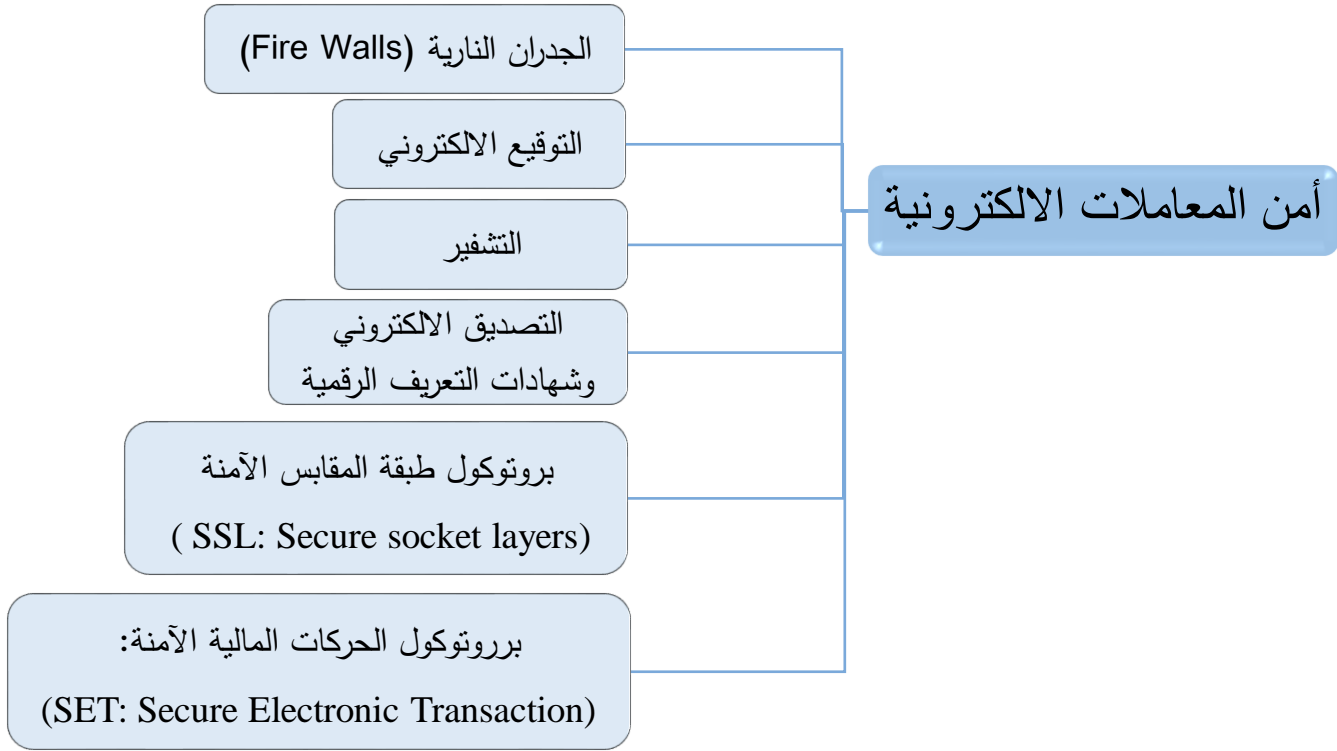 أمن المعاملات الالكترونية
الجدران النارية (Fire Walls)
التوقيع الالكتروني
التشفير
التصديق الالكتروني
وشهادات التعريف الرقمية
بروتوكول طبقة المقابس الآمنة
( SSL: Secure socket layers)
برروتوكول الحركات المالية الآمنة:
(SET: Secure Electronic Transaction)